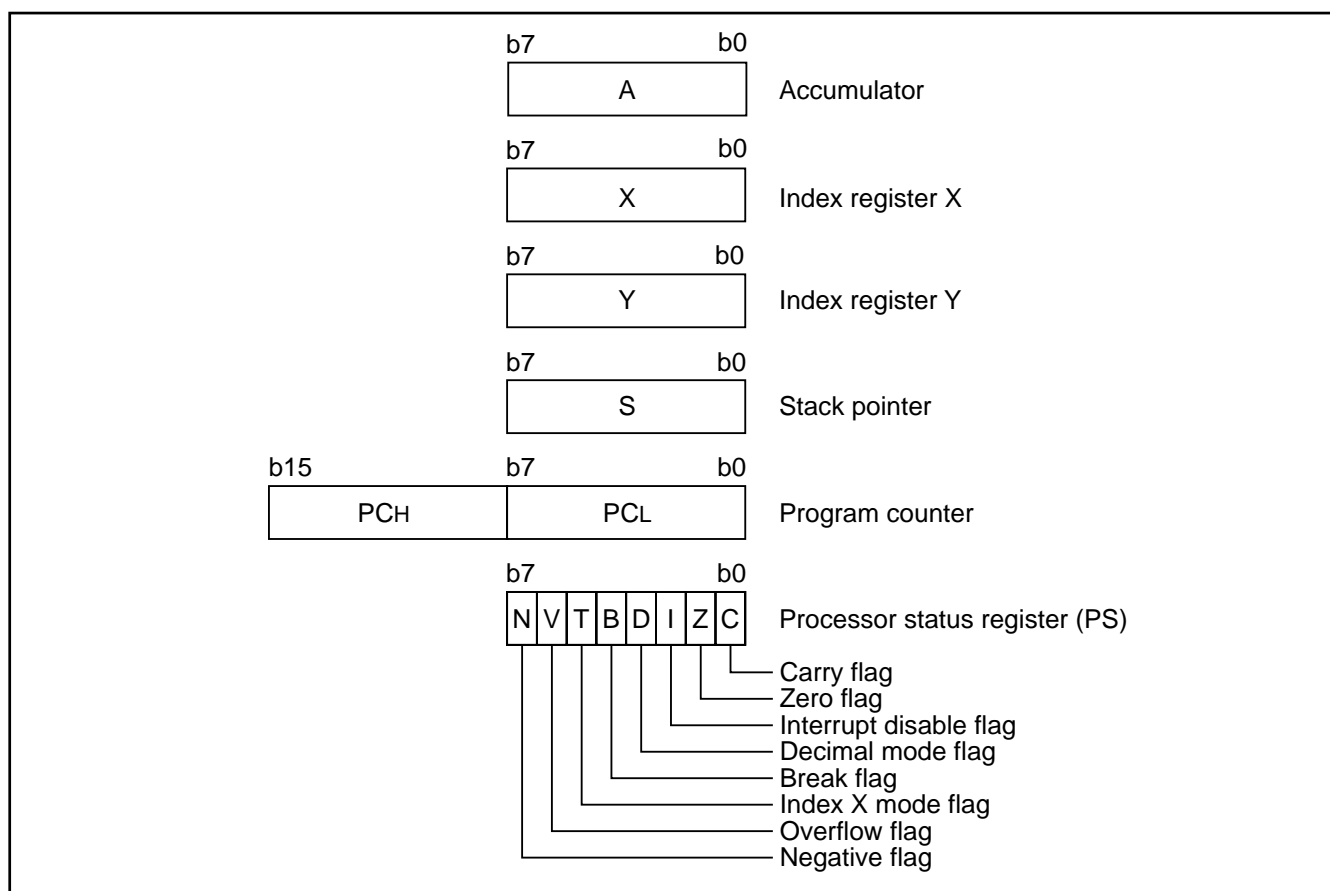 b7 b0
A Accumulator
b7 b0
X Index register X
b7 b0
Y Index register Y
b7 b0
S Stack pointer
b15 b7 b0
PCH PCL Program counter
b7 b0
N V T B D I Z C Processor status register (PS)
Carry flag
Zero flag
Interrupt disable flag
Decimal mode flag
Break flag
Index X mode flag
Overflow flag
Negative flag